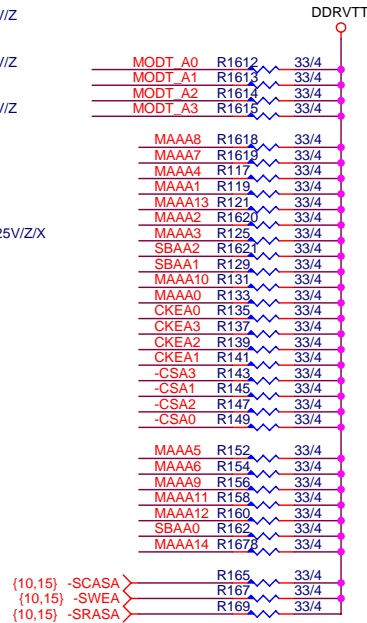 V/Z
DDRVTT
V/Z
MODT_A0 R1612 33/4
MODT_A1 R1613 33/4
MODT_A2 R1614 33/4
V/Z
MODT_A3 R1615 33/4
MAAA8 R1618 33/4
MAAA7 R1619 33/4
MAAA4 R117 33/4
MAAA1 R119 33/4
MAAA13 R121 33/4
MAAA2 R1620 33/4
25V/Z/X
MAAA3 R125 33/4
SBAA2 R1621 33/4
SBAA1 R129 33/4
MAAA10 R131 33/4
MAAA0 R133 33/4
CKEA0 R135 33/4
CKEA3 R137 33/4
CKEA2 R139 33/4
CKEA1 R141 33/4
-CSA3 R143 33/4
-CSA1 R145 33/4
-CSA2 R147 33/4
-CSA0 R149 33/4
MAAA5 R152 33/4
MAAA6 R154 33/4
MAAA9 R156 33/4
MAAA11 R158 33/4
MAAA12 R160 33/4
SBAA0 R162 33/4
MAAA14 R1678 33/4
{10,15} -SCASA R165 33/4
{10,15} -SWEA R167 33/4
{10,15} -SRASA R169 33/4